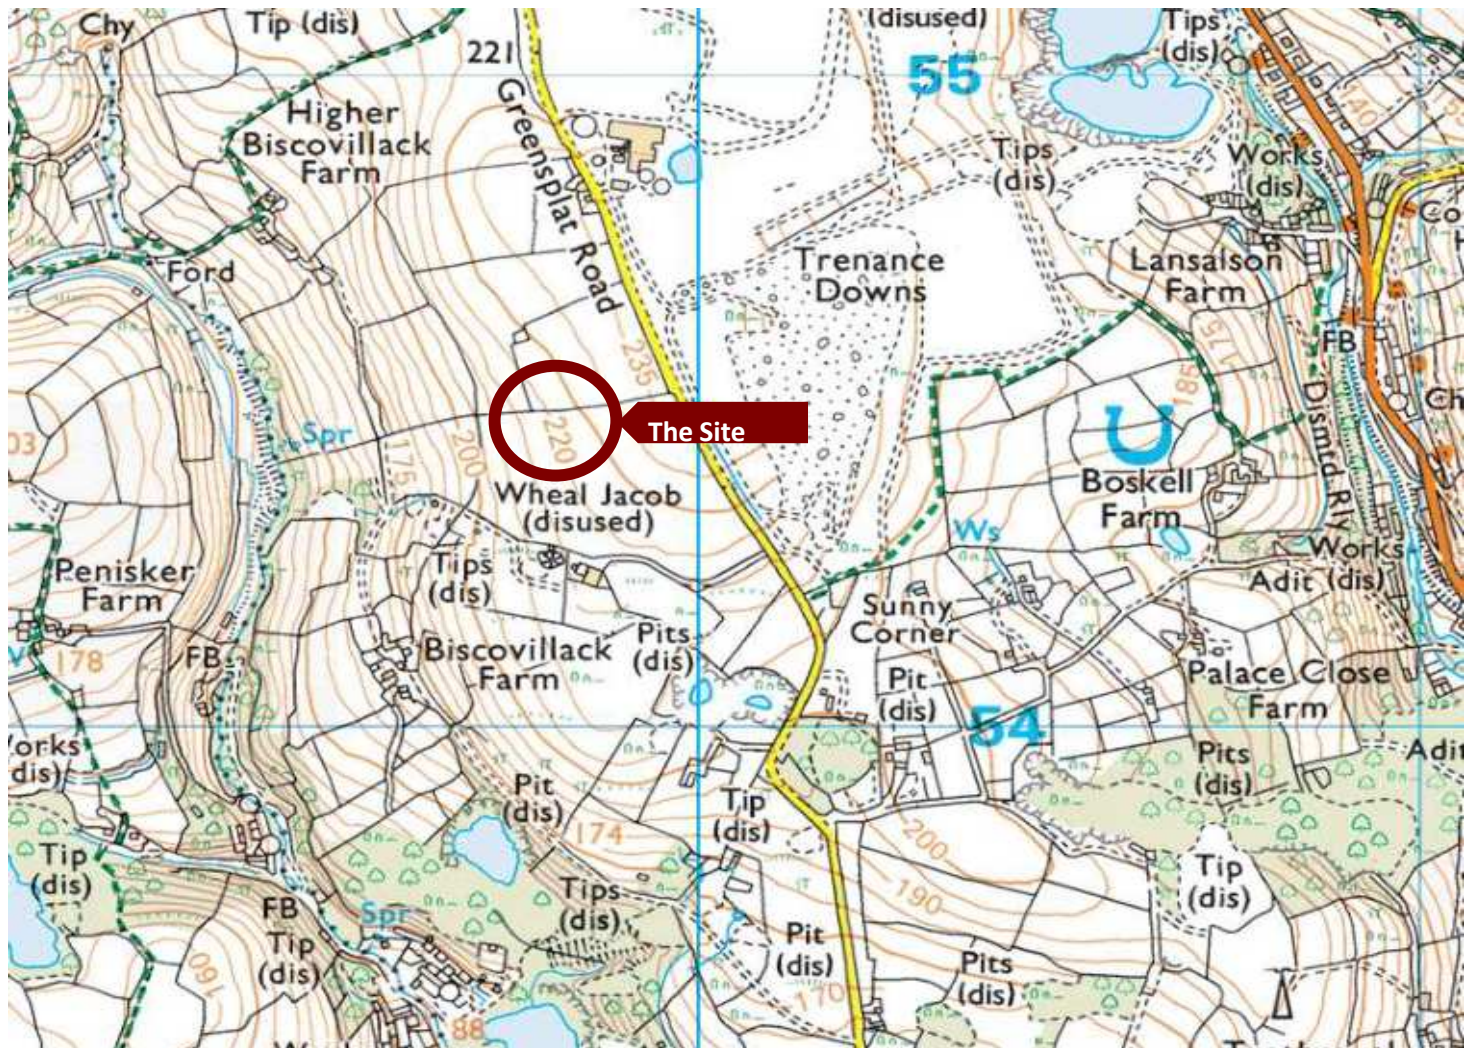 Chy
Tip (dis)
221
(disused)
55
Tips
(dis)
140
Higher
Biscovillack
Farm
Greensplat Road
Tips
(dis)
Works
(dis)
Ford
Trenance
Downs
Lansalson
Farm
175
FB
235
185
Spr
175
200
220
The Site
Dismtd Rly
Boskell
Farm
Wheal Jacob
(disused)
Ws
Works
(dis)
Adit
Penisker
Farm
Tips
(dis)
Sunny
Corner
178
FB
Biscovillack
Farm
Pits
(dis)
Pit
(dis)
Palace Close
Farm
54
Pits
(dis)
Adit
Pit
(dis)
Tip
(dis)
174
200
Tip
(dis)
Tip
(dis)
190
Tips
(dis)
FB
Spr
Tip
(dis)
Pit
(dis)
Pits
(dis)
160
170
88